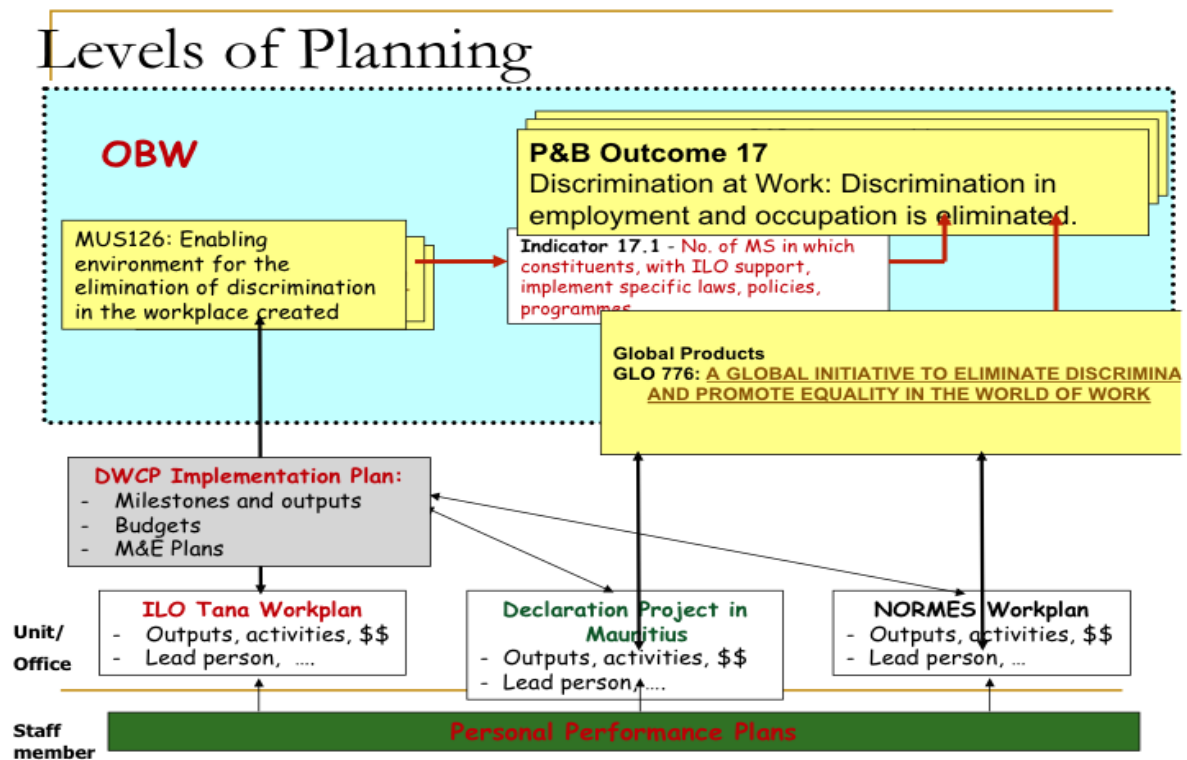 Levels of Planning
OBW
P&B Outcome 17
Discrimination at Work: Discrimination in
employment and occupation is eliminated.
MUS126: Enabling
environment for the
elimination of discrimination
in the workplace created
Indicator 17.1 - No. of MS in which
constituents, with ILO support,
implement specific laws, policies,
programmes
Global Products
GLO 776: A GLOBAL INITIATIVE TO ELIMINATE DISCRIMINA
AND PROMOTE EQUALITY IN THE WORLD OF WORK
DWCP Implementation Plan:
- Milestones and outputs
- Budgets
- M&E Plans
Unit/
Office
ILO Tana Workplan
- Outputs, activities, $$
- Lead person, ....
Declaration Project in
Mauritius
- Outputs, activities, $$
- Lead person,....
NORMES Workplan
- Outputs, activities, $$
- Lead person, ...
Staff
member
Personal Performance Plans